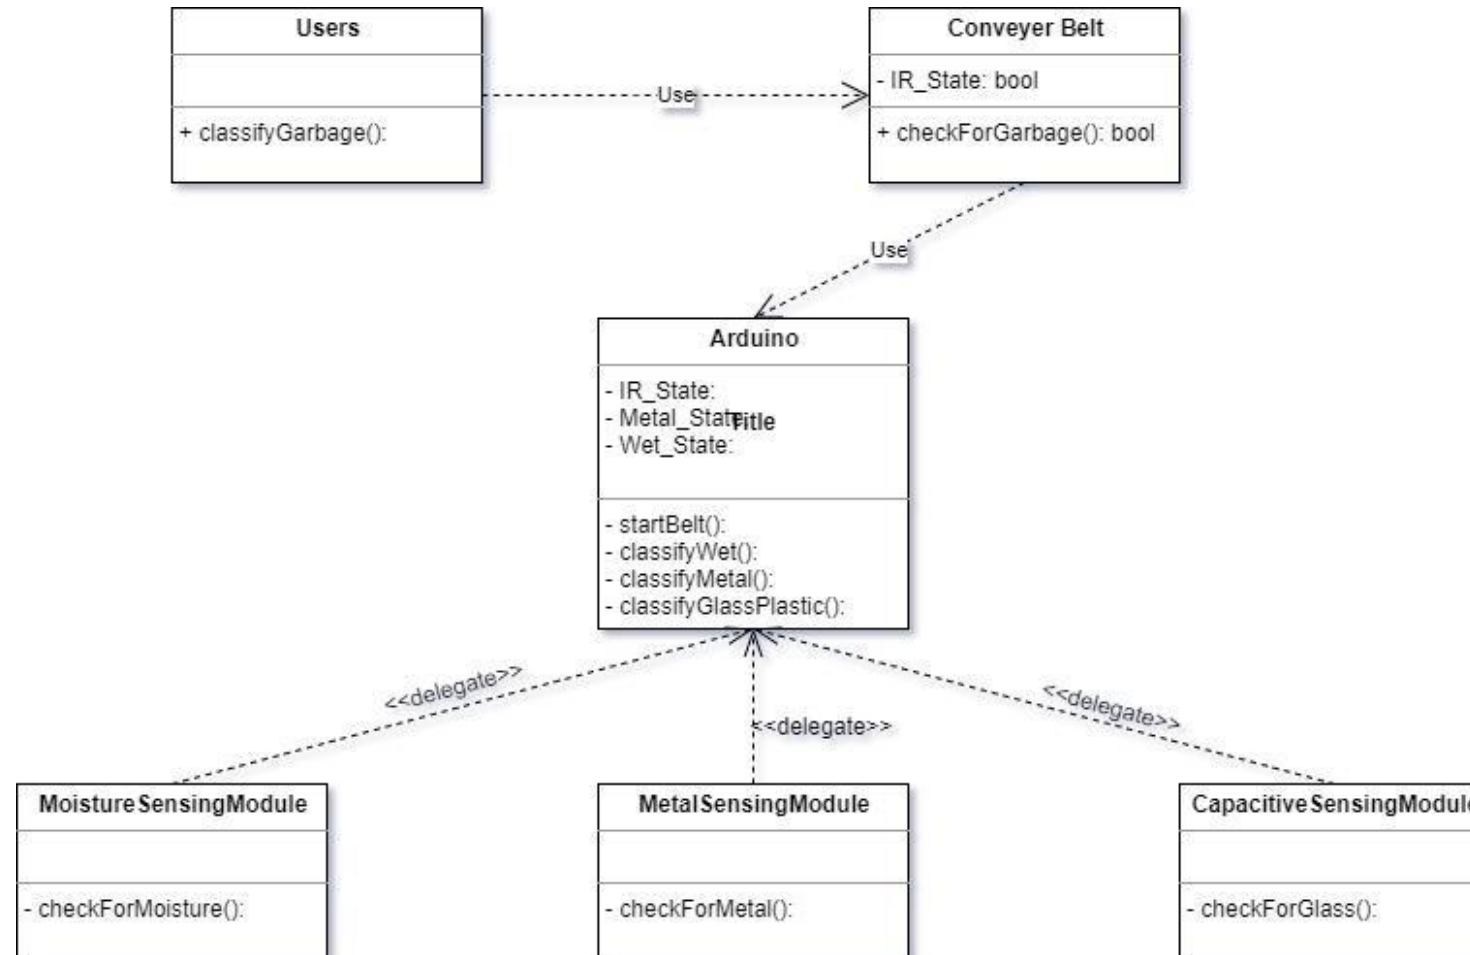 Users
+ classifyGarbage():
Use
Conveyer Belt
- IR_State: bool
+ checkForGarbage(): bool
Use
Arduino
- IR_State:
- Metal_State:
Title
- Wet_State:
- startBelt():
- classifyWet():
- classifyMetal():
- classifyGlassPlastic():
<<delegate>>
<<delegate>>
<<delegate>>
MoistureSensingModule
- checkForMoisture():
MetalSensingModule
- checkForMetal():
CapacitiveSensingModule
- checkForGlass():